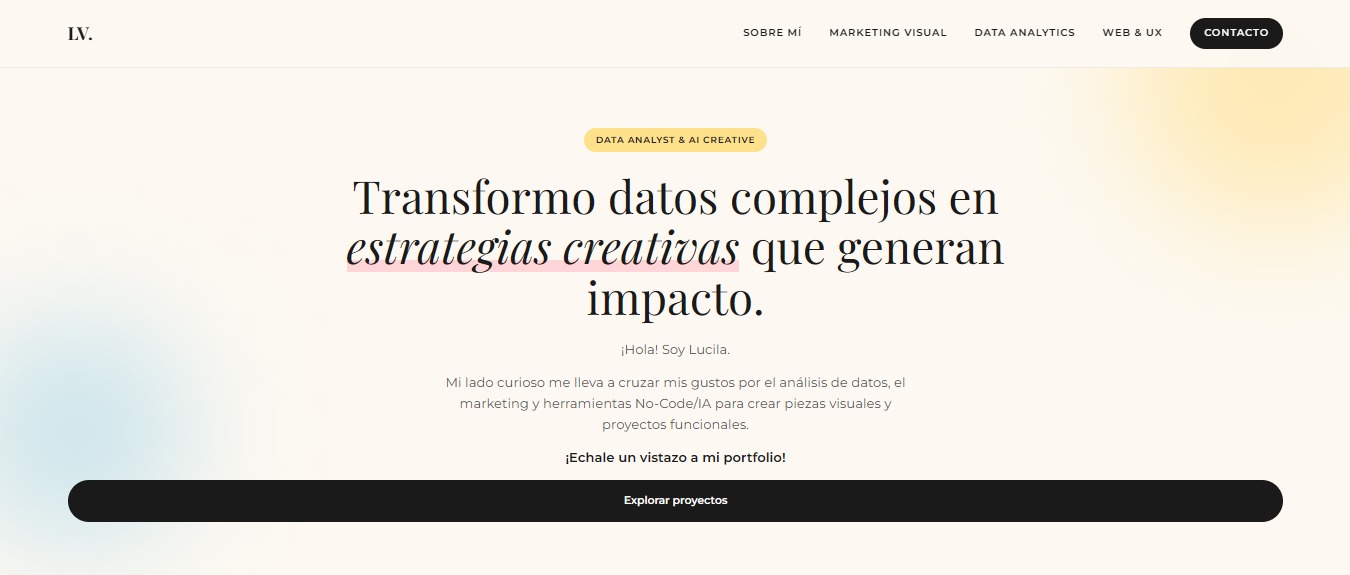 LV.
SOBRE MÍ
MARKETING VISUAL
DATA ANALYTICS
WEB & UX
CONTACTO
DATA ANALYST & AI CREATIVE
Transformo datos complejos en
estrategias creativas que generan
impacto.
¡Hola! Soy Lucila.
Mi lado curioso me lleva a cruzar mis gustos por el análisis de datos, el
marketing y herramientas No-Code/IA para crear piezas visuales y
proyectos funcionales.
¡Echale un vistazo a mi portfolio!
Explorar proyectos